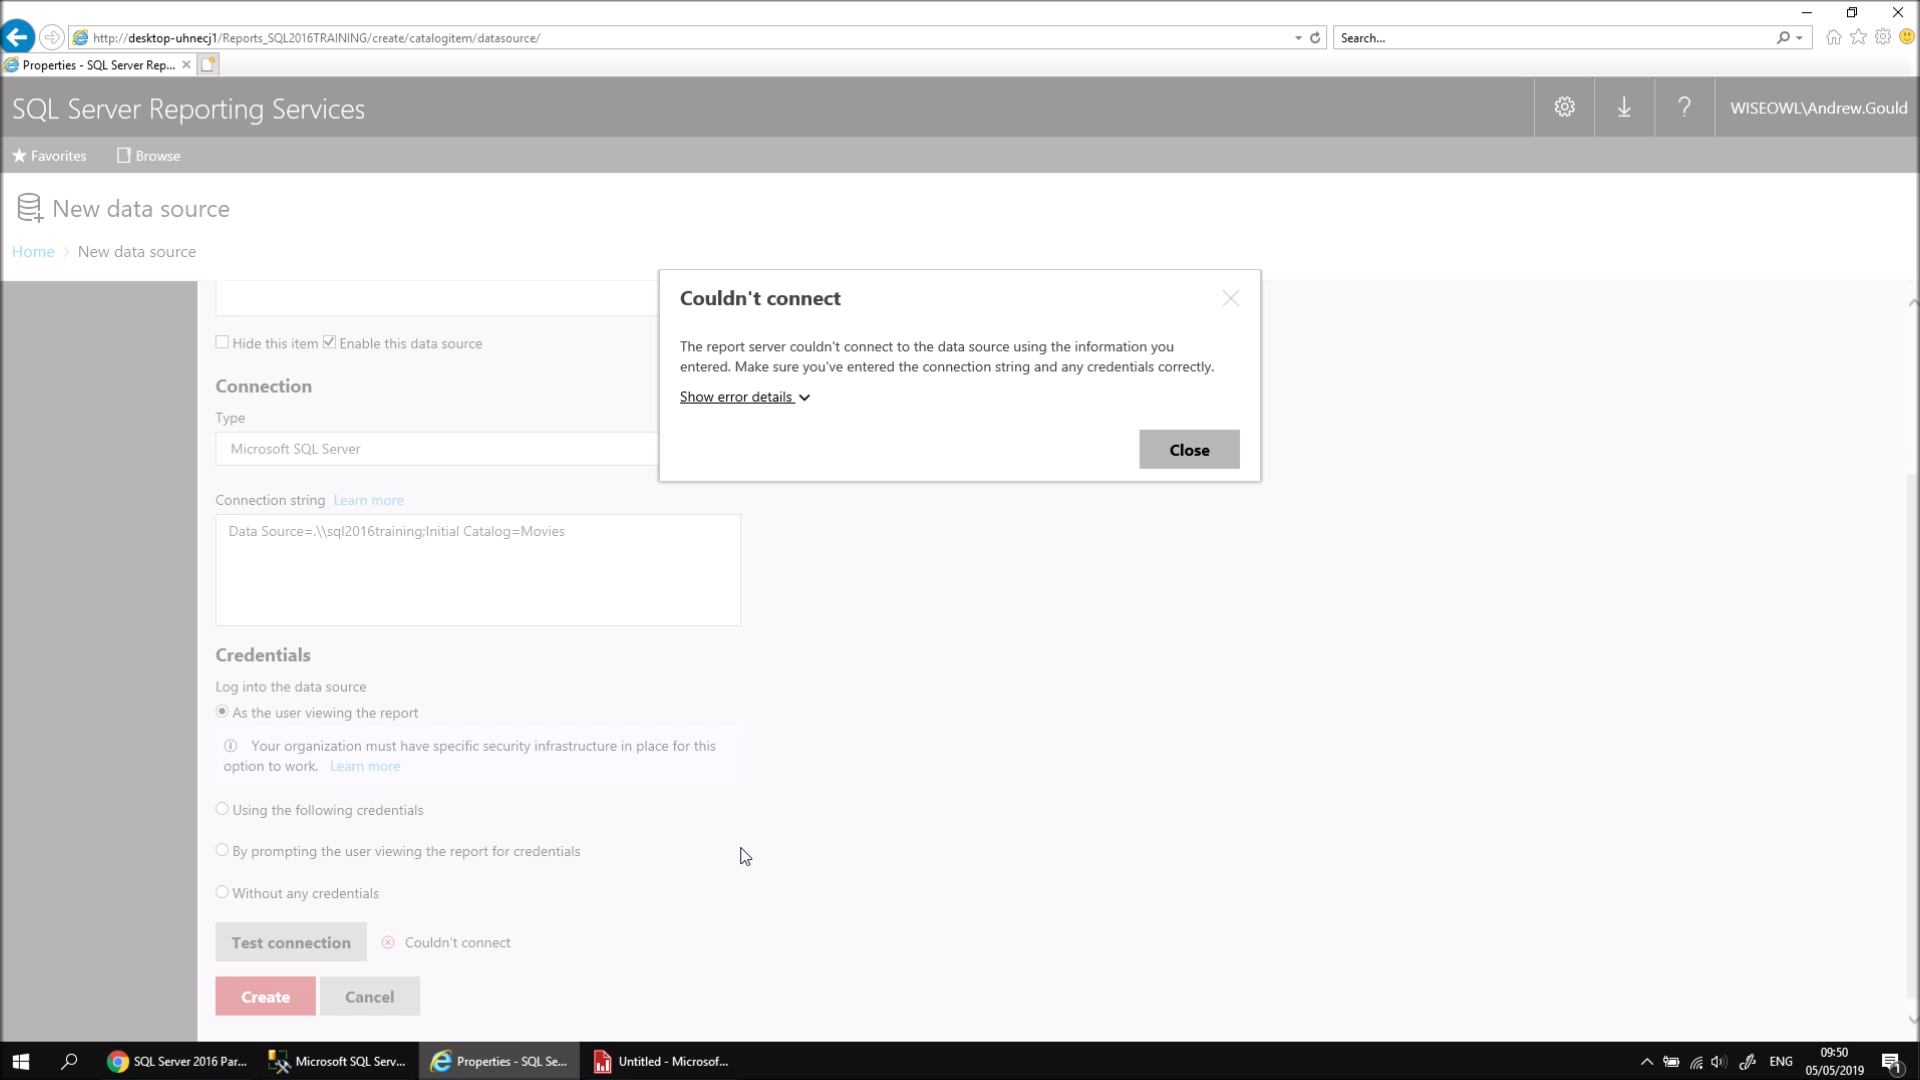 http://desktop-uhnecj1/Reports_SQL2016TRAINING/create/catalogitem/datasource/
Search...
Properties - SQL Server Rep...
SQL Server Reporting Services
WISEOWL\Andrew.Gould
Favorites
Browse
New data source
Home > New data source
Couldn't connect
The report server couldn't connect to the data source using the information you
entered. Make sure you've entered the connection string and any credentials correctly.
Show error details
Close
Hide this item
Enable this data source
Connection
Type
Microsoft SQL Server
Connection string Learn more
Data Source=.\\sql2016training;Initial Catalog=Movies
Credentials
Log into the data source
As the user viewing the report
Your organization must have specific security infrastructure in place for this
option to work. Learn more
Using the following credentials
By prompting the user viewing the report for credentials
Without any credentials
Test connection
Couldn't connect
Create
Cancel
SQL Server 2016 Par...
Microsoft SQL Serv...
Properties - SQL Se...
Untitled - Microsof...
ENG
09:50
05/05/2019
1